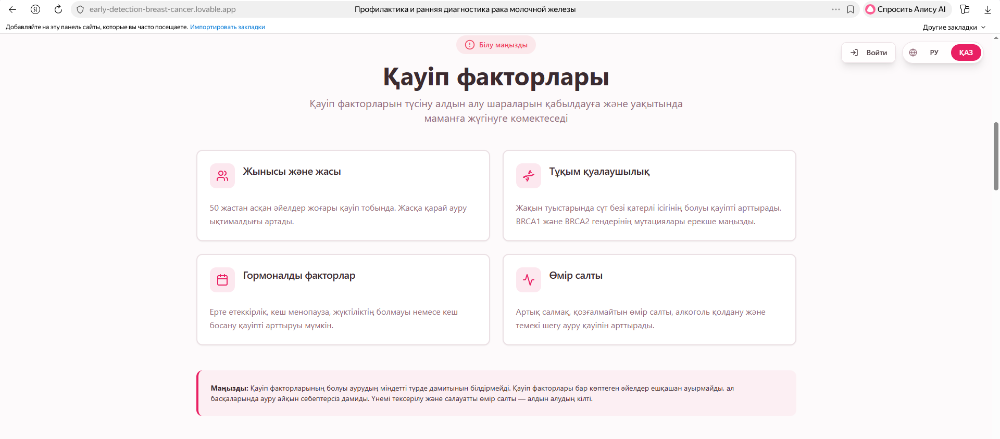 early-detection-breast-cancer.lovable.app
Профилактика и ранняя диагностика рака молочной железы
Спросить Алису AI
Добавляйте на эту панель сайты, которые вы часто посещаете. Импортировать закладки
Другие закладки
Білу маңызды
Войти
РУ
ҚАЗ
Қауіп факторлары
Қауіп факторларын түсіну алдын алу шараларын қабылдауға және уақытында
маманға жүгінуге көмектеседі
Жынысы және жасы
50 жастан асқан әйелдер жоғары қауіп тобында. Жасқа қарай ауру
ықтималдығы артады.
Тұқым қуалаушылық
Жақын туыстарында сүт безі қатерлі ісігінің болуы қауіпті арттырады.
BRCA1 және BRCA2 гендерінің мутациялары ерекше маңызды.
Гормоналды факторлар
Ерте етеккірлік, кеш менопауза, жүктіліктің болмауы немесе кеш
босану қауіпті арттыруы мүмкін.
Өмір салты
Артық салмақ, қозғалмайтын өмір салты, алкоголь қолдану және
темекі шегу ауру қауіпін арттырады.
Маңызды: Қауіп факторларының болуы аурудың міндетті түрде дамитынын білдірмейді. Қауіп факторлары бар көптеген әйелдер ешқашан ауырмайды, ал
басқаларында ауру айқын себептерсіз дамиды. Үнемі тексерілу және салауатты өмір салты — алдын алудың кілті.